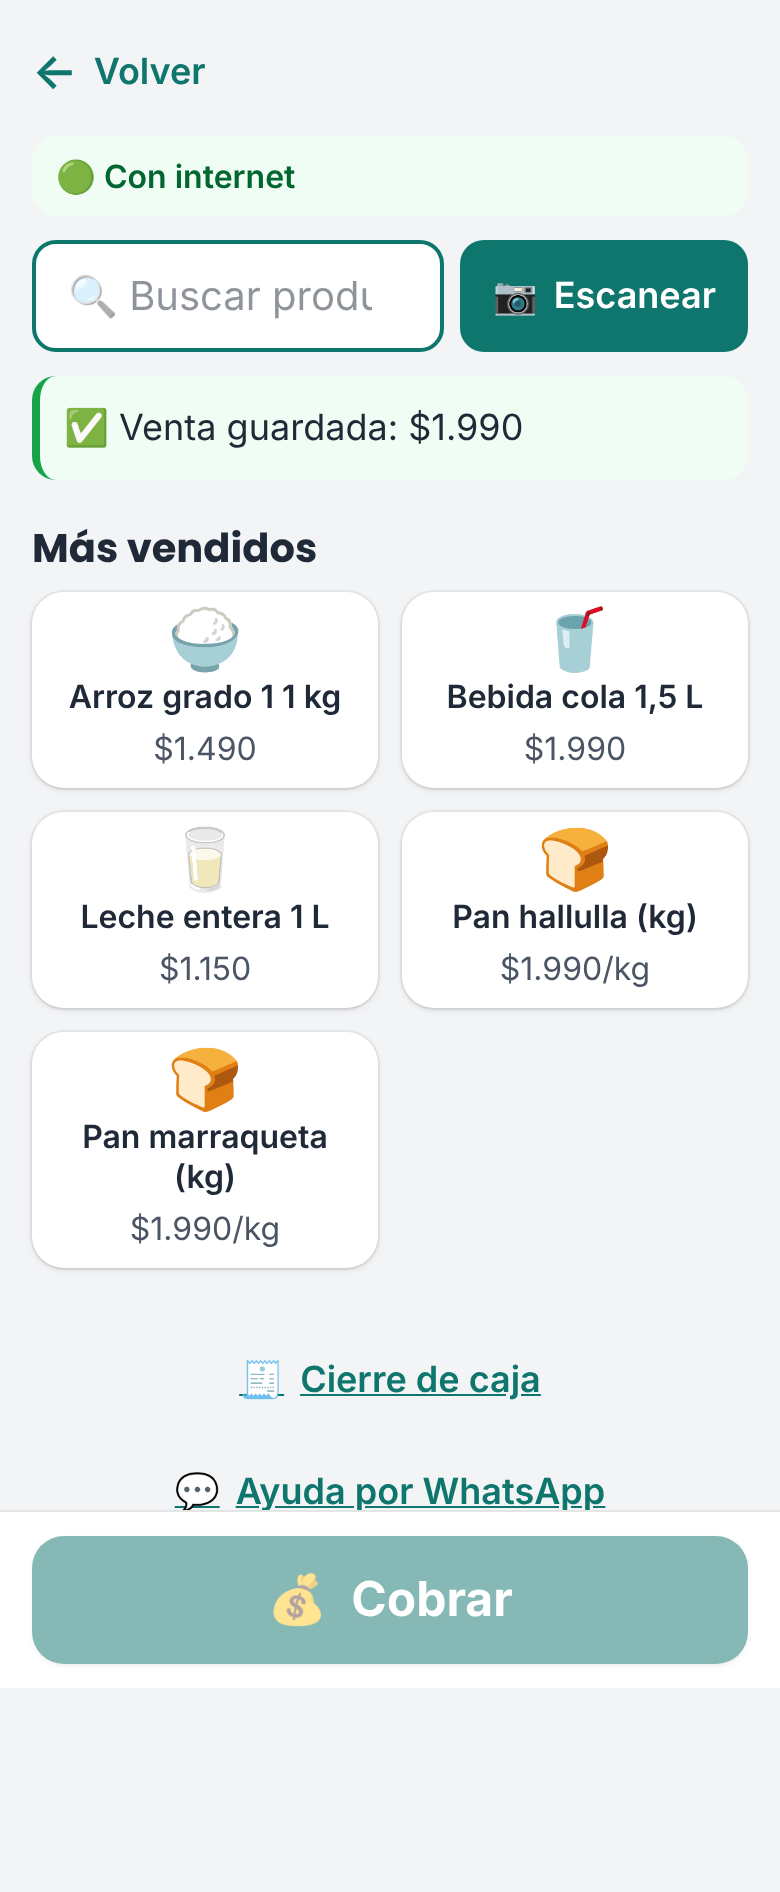 Volver
Con internet
Buscar produ
Escanear
Venta guardada: $1.990
Más vendidos
Arroz grado 1 1 kg
$1.490
Bebida cola 1,5 L
$1.990
Leche entera 1 L
$1.150
Pan hallulla (kg)
$1.990/kg
Pan marraqueta
(kg)
$1.990/kg
Cierre de caja
Ayuda por WhatsApp
Cobrar